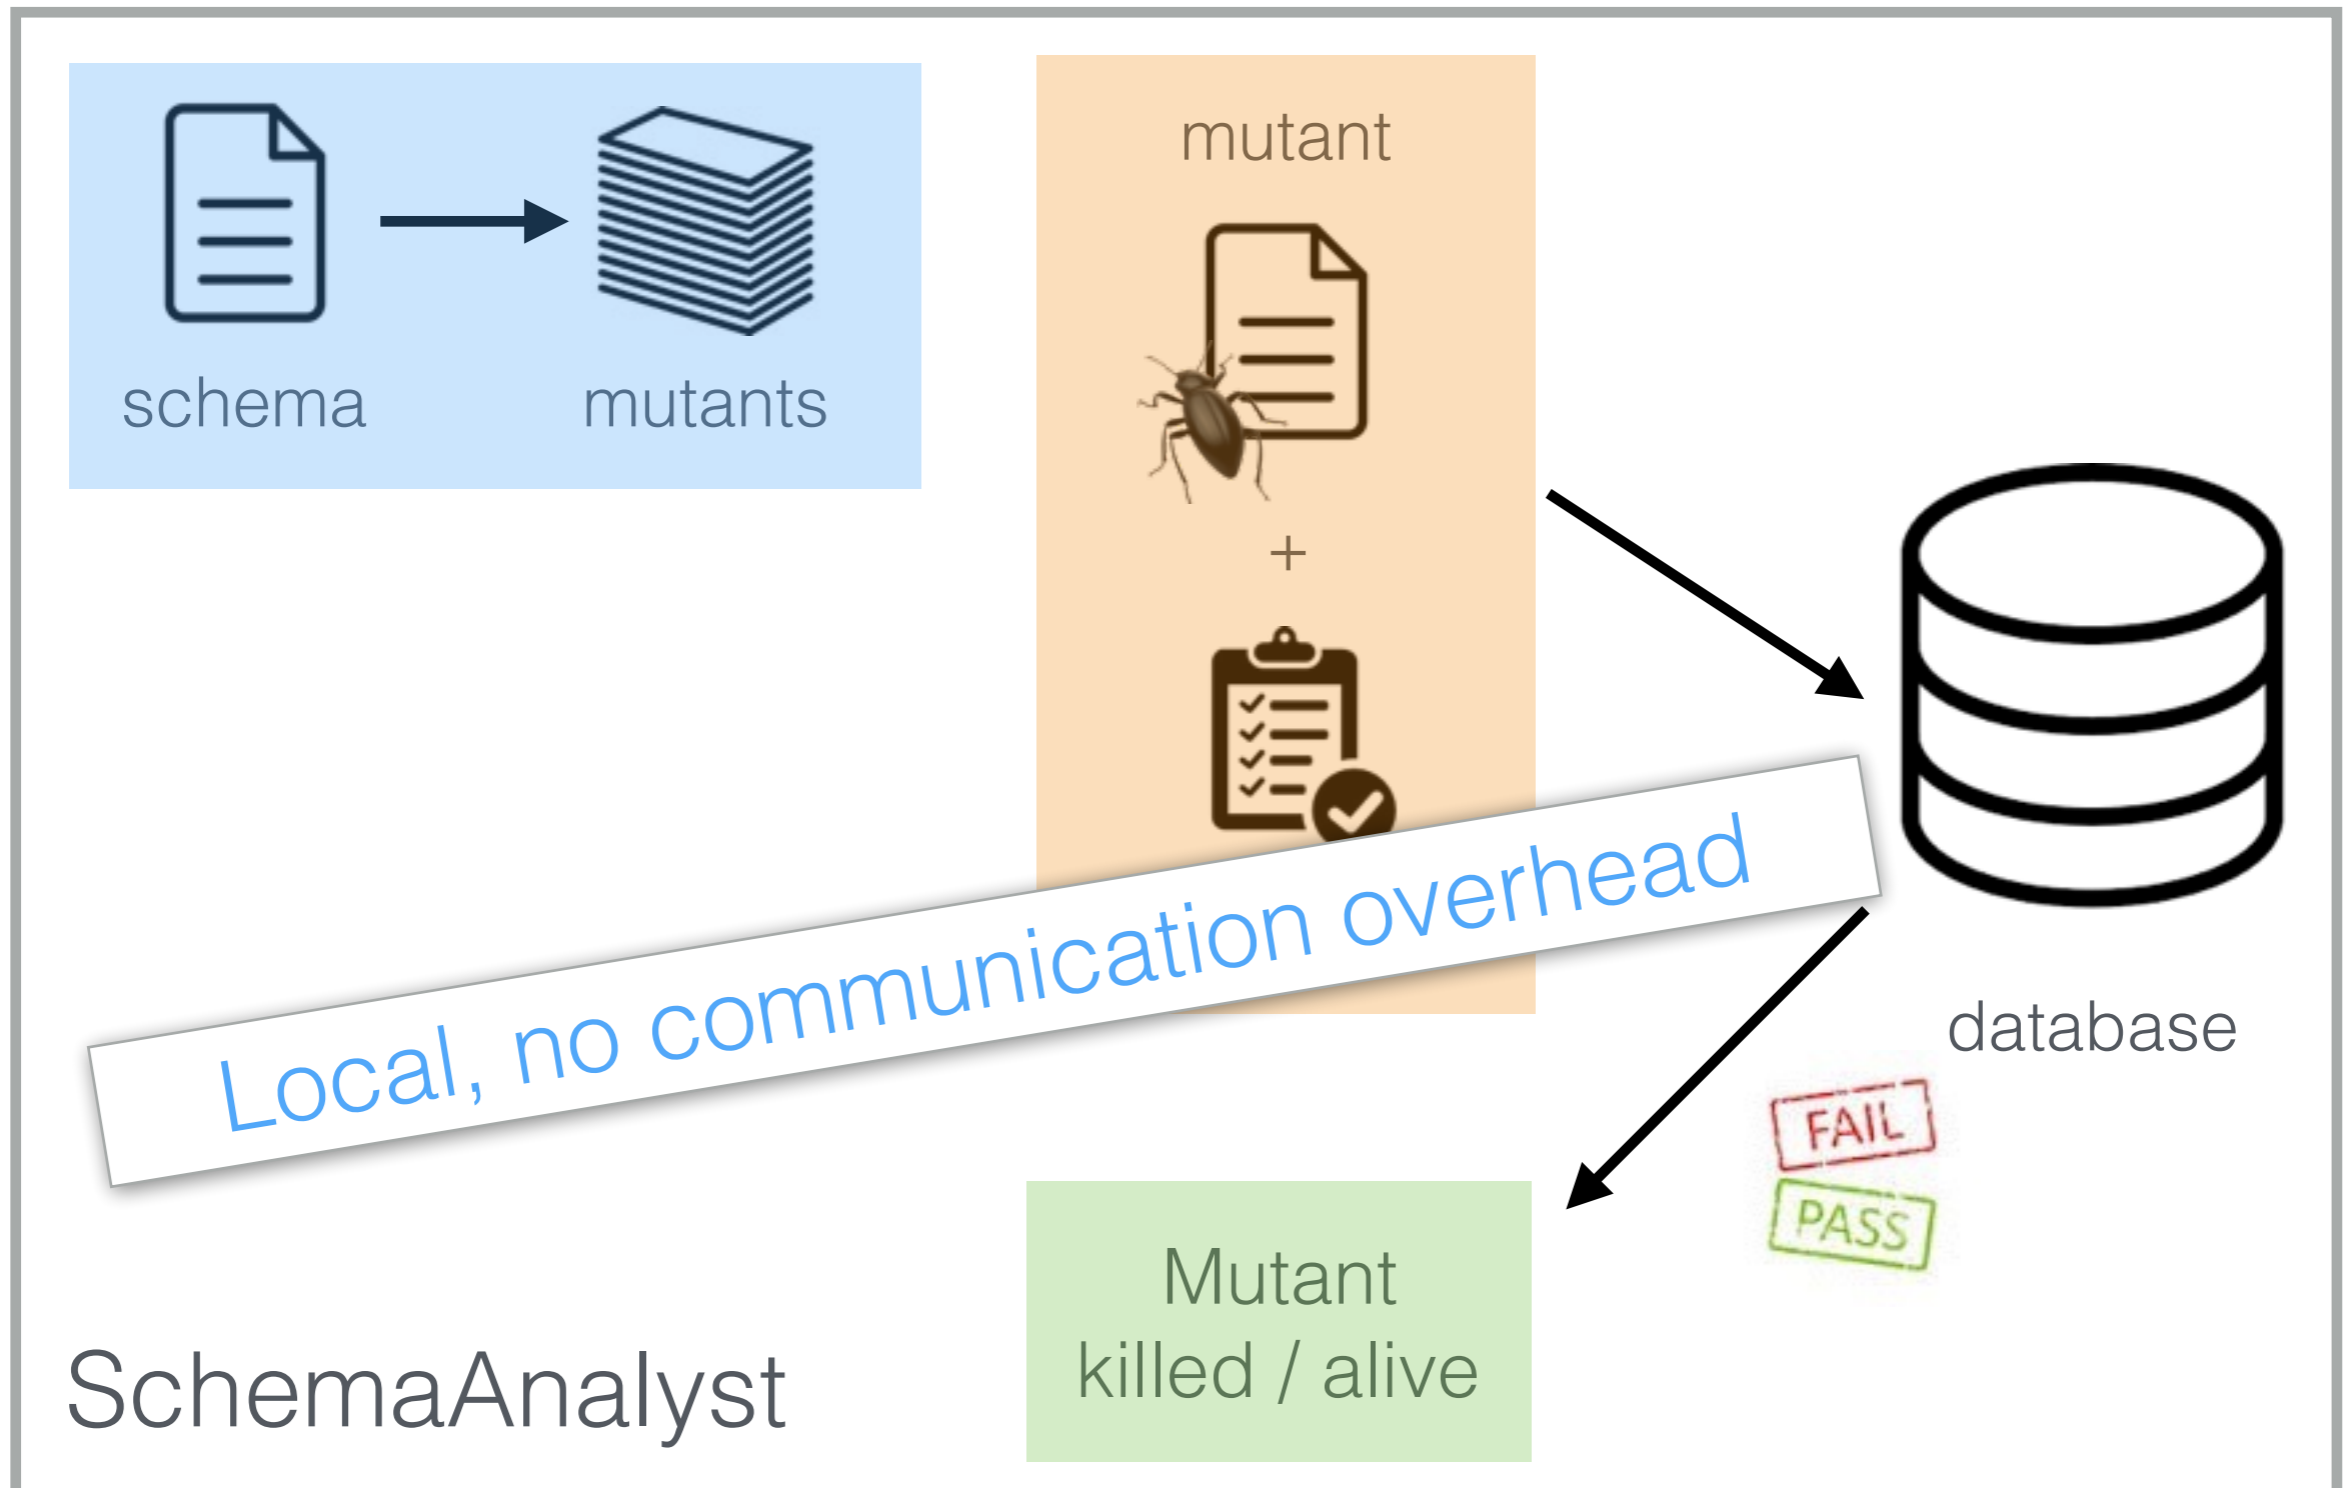 schema
mutants
mutant
+
Local, no communication overhead
database
FAIL
PASS
Mutant
killed / alive
SchemaAnalyst